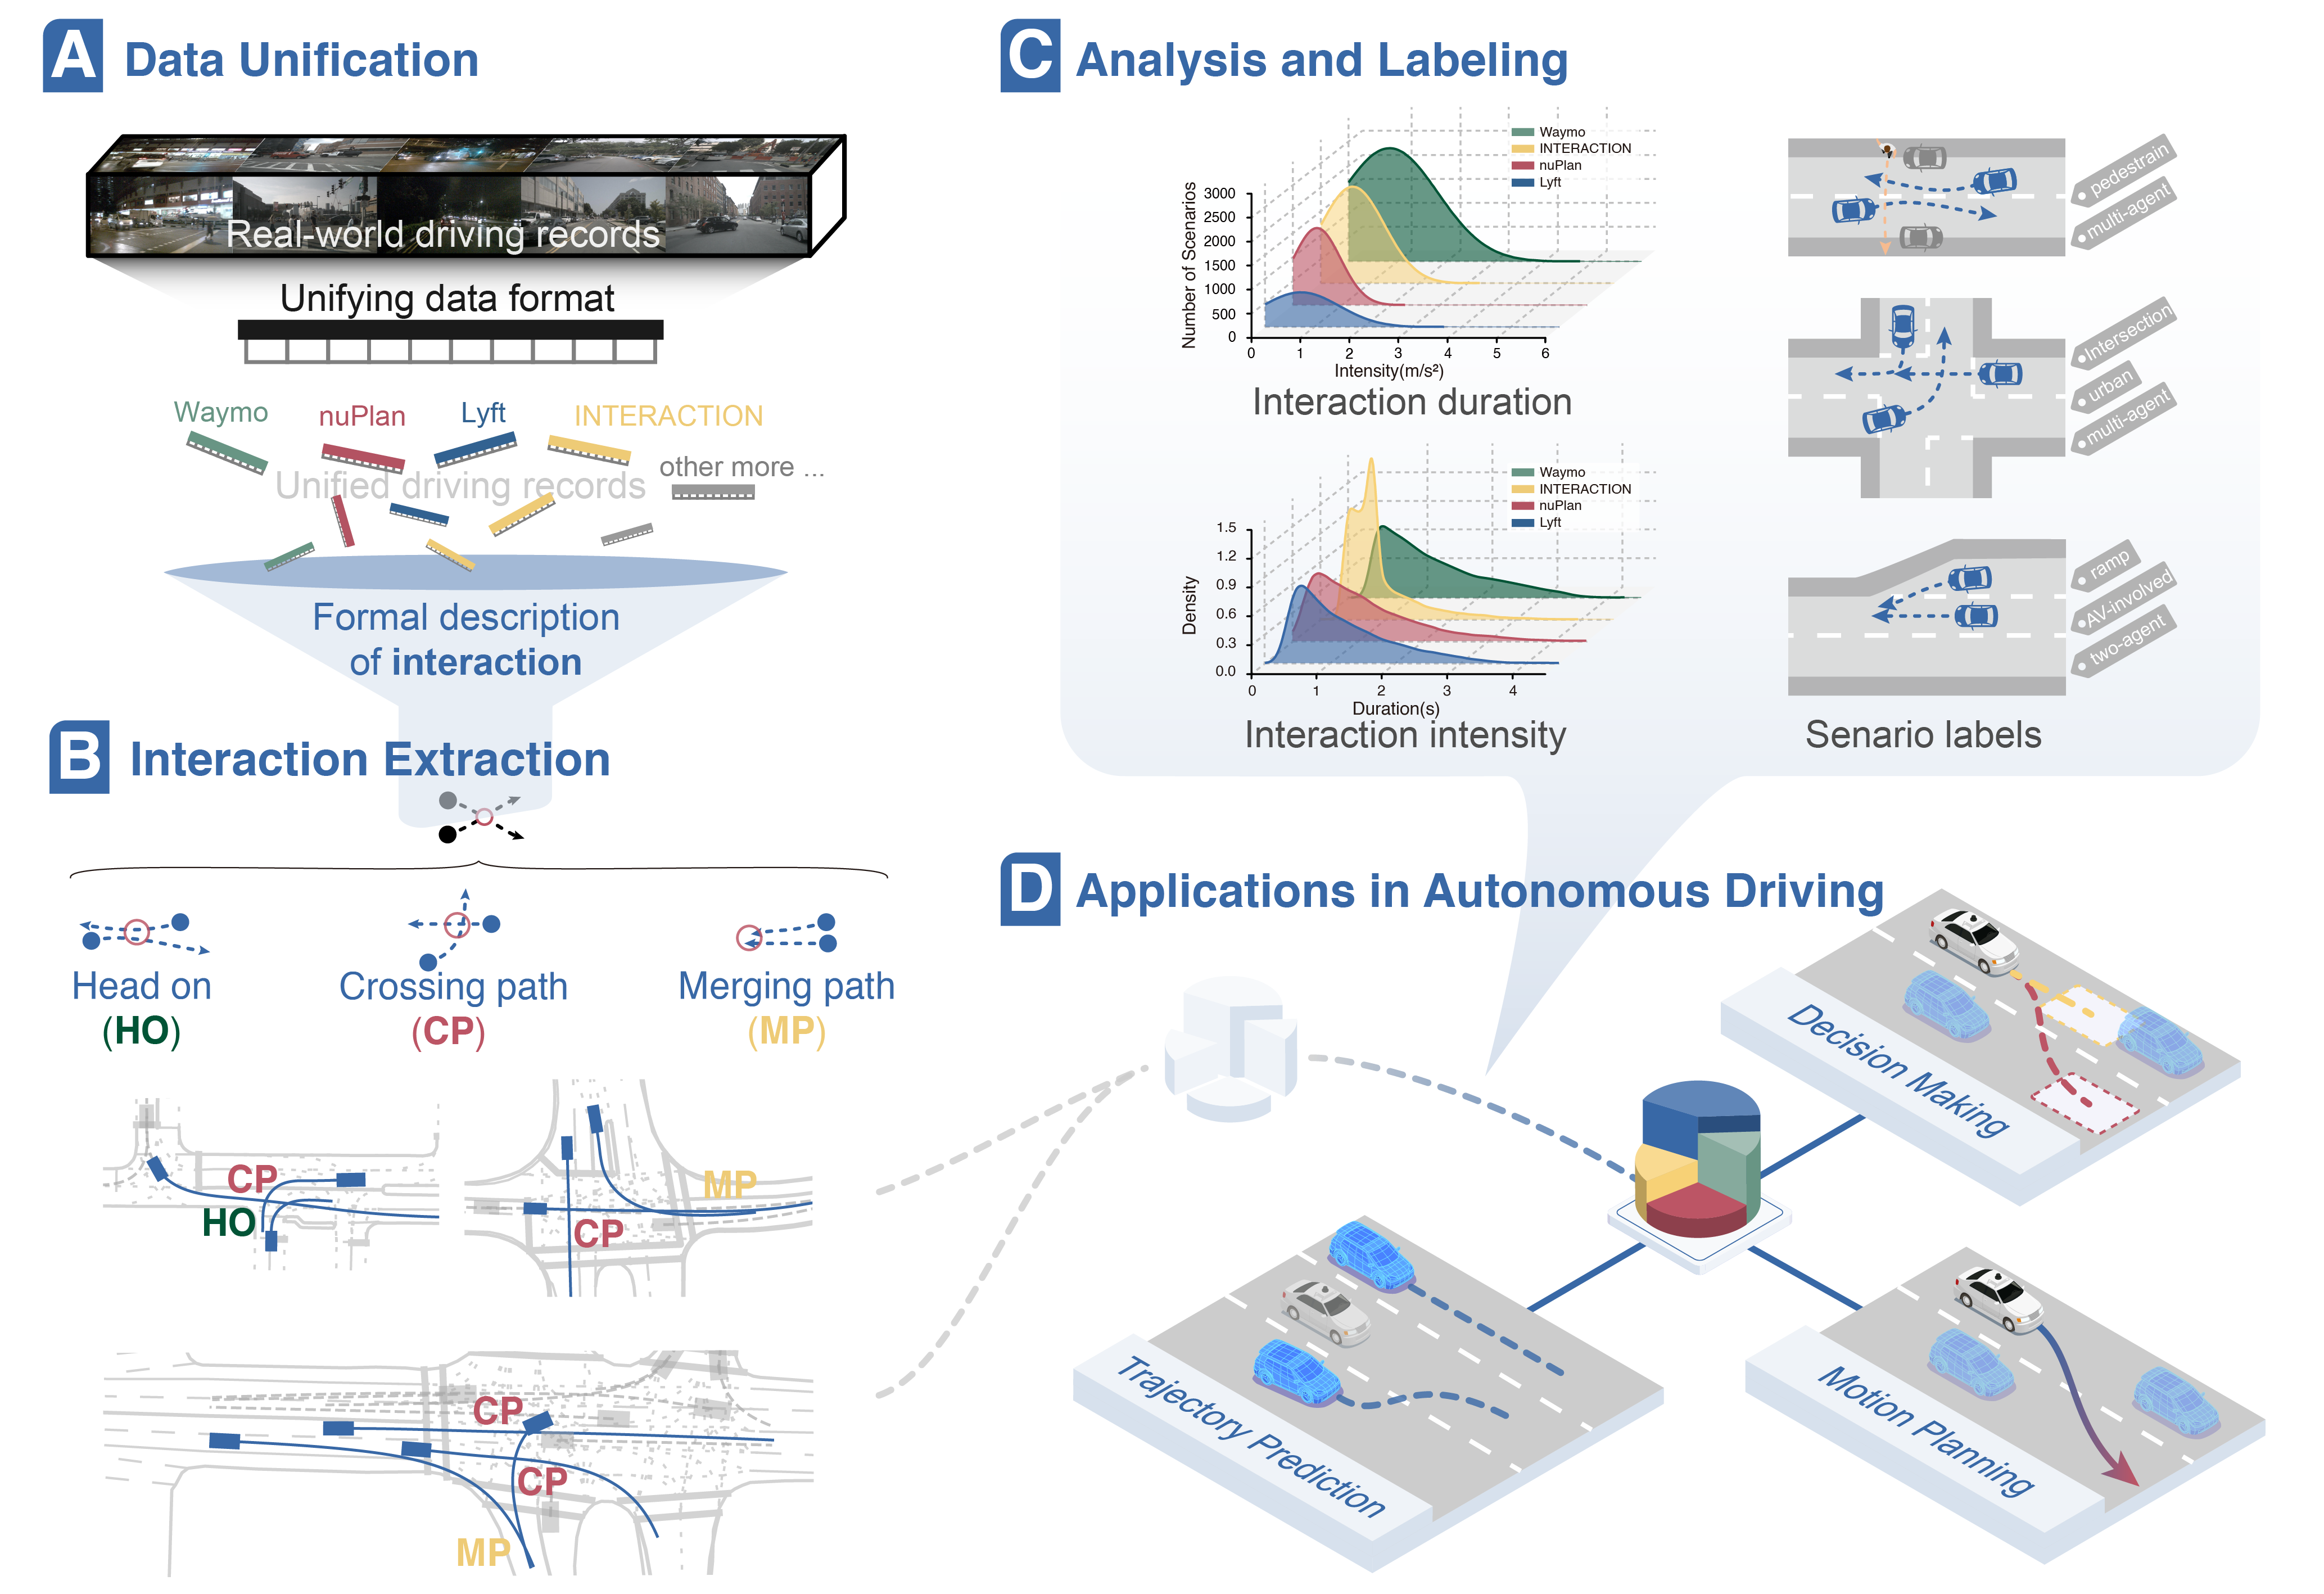 A Data Unification
Real-world driving records
Unifying data format
Waymo
nuPlan
Lyft
INTERACTION
other more ...
Unified driving records
Formal description
of interaction
B Interaction Extraction
Head on
(HO)
Crossing path
(CP)
Merging path
(MP)
CP
HO
MP
CP
CP
CP
MP
C Analysis and Labeling
Number of Scenarios
3000
2500
2000
1500
1000
500
0
0 1 2 3 4 5 6
Intensity(m/s²)
Waymo
INTERACTION
nuPlan
Lyft
Interaction duration
Density
1.5
1.2
0.9
0.6
0.3
0.0
0 1 2 3 4
Duration(s)
Waymo
INTERACTION
nuPlan
Lyft
Interaction intensity
pedestrain
multi-agent
Intersection
urban
multi-agent
ramp
AV-involved
two-agent
Senario labels
D Applications in Autonomous Driving
Decision Making
Trajectory Prediction
Motion Planning